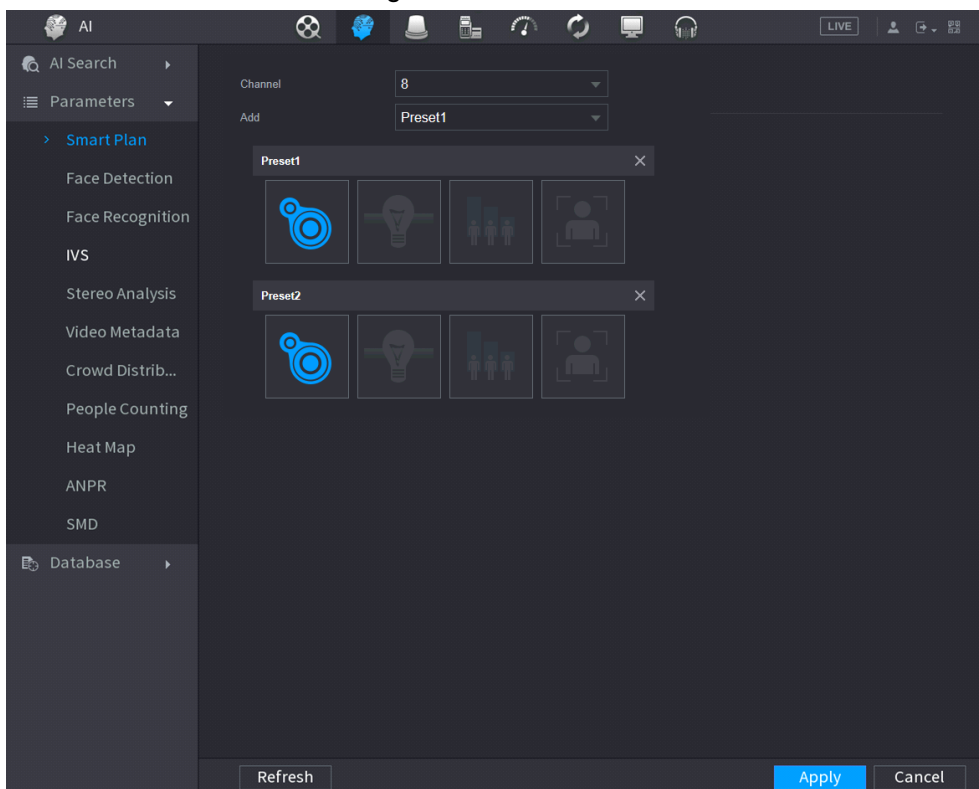 AI
LIVE
AI Search
Parameters
Smart Plan
Face Detection
Face Recognition
IVS
Stereo Analysis
Video Metadata
Crowd Distrib...
People Counting
Heat Map
ANPR
SMD
Database
Channel
8
Add
Preset1
Preset1
Preset2
Refresh
Apply
Cancel